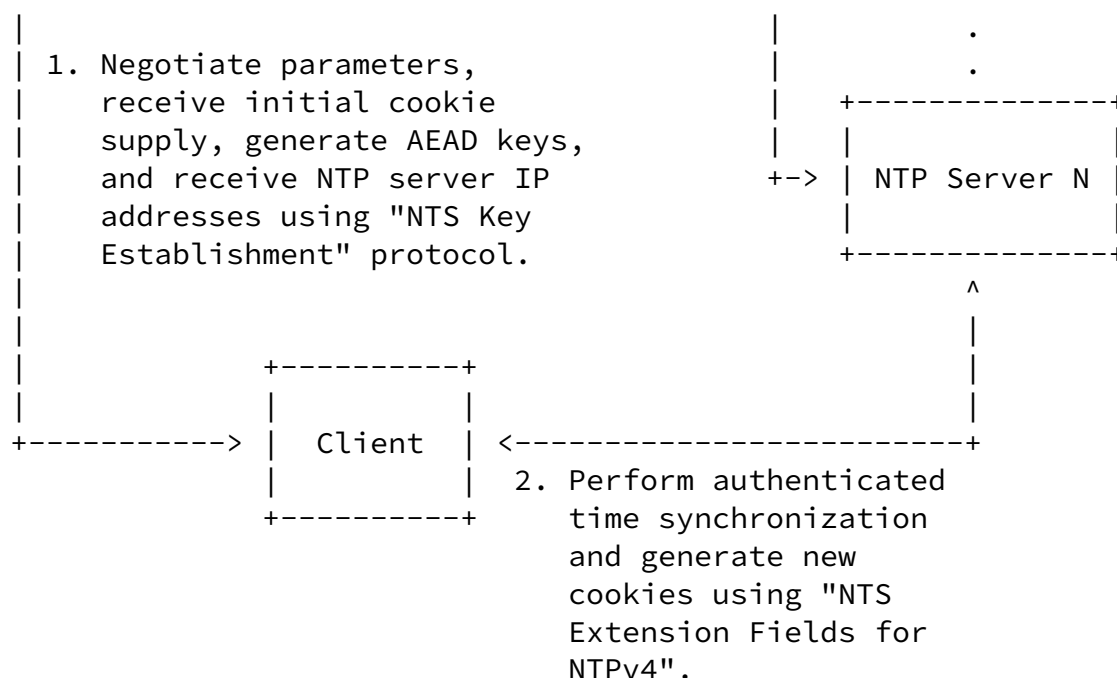 1. Negotiate parameters,
receive initial cookie
supply, generate AEAD keys,
and receive NTP server IP
addresses using "NTS Key
Establishment" protocol.
NTP Server N
Client
2. Perform authenticated
time synchronization
and generate new
cookies using "NTS
Extension Fields for
NTPv4".